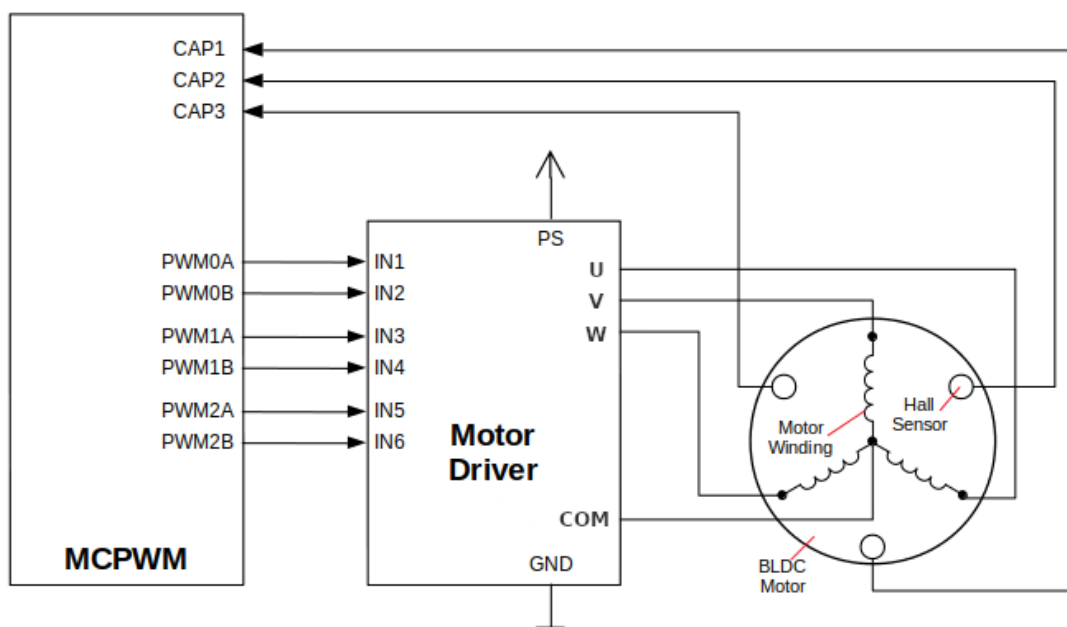 CAP1
CAP2
CAP3
PWM0A
PWM0B
PWM1A
PWM1B
PWM2A
PWM2B
MCPWM
PS
IN1
IN2
IN3
IN4
IN5
IN6
U
V
W
Motor
Driver
COM
GND
Motor
Winding
Hall
Sensor
BLDC
Motor